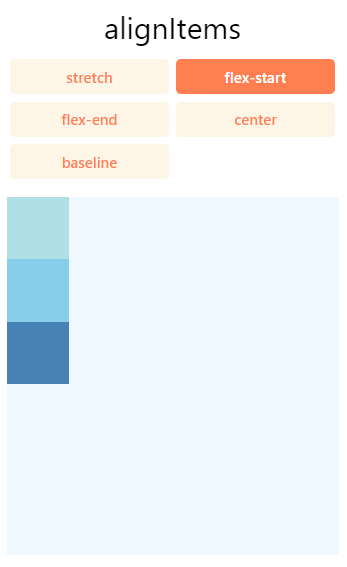 alignItems
stretch
flex-start
flex-end
center
baseline